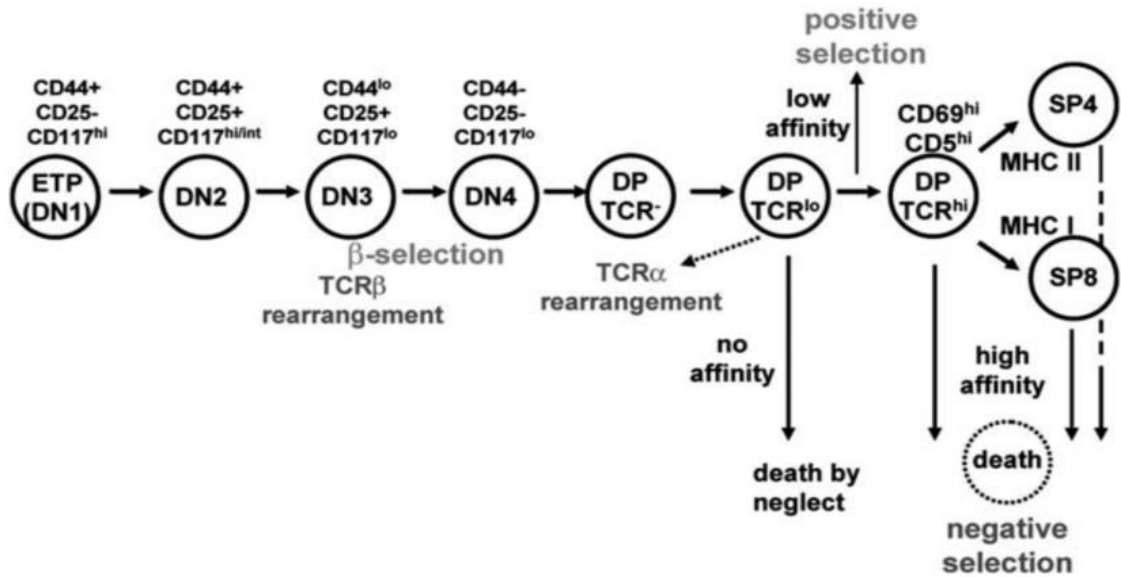 positive
selection
CD44+
CD25-
CD117hi
CD44+
CD25+
CD117hi/int
CD44lo
CD25+
CD117lo
CD44-
CD25-
CD117lo
low
affinity
CD69hi
CD5hi
SP4
MHC II
ETP
(DN1)
DN2
DN3
DN4
DP
TCR-
DP
TCRlo
DP
TCRhi
MHC I
SP8
β-selection
TCRβ
rearrangement
TCRα
rearrangement
no
affinity
high
affinity
death by
neglect
death
negative
selection